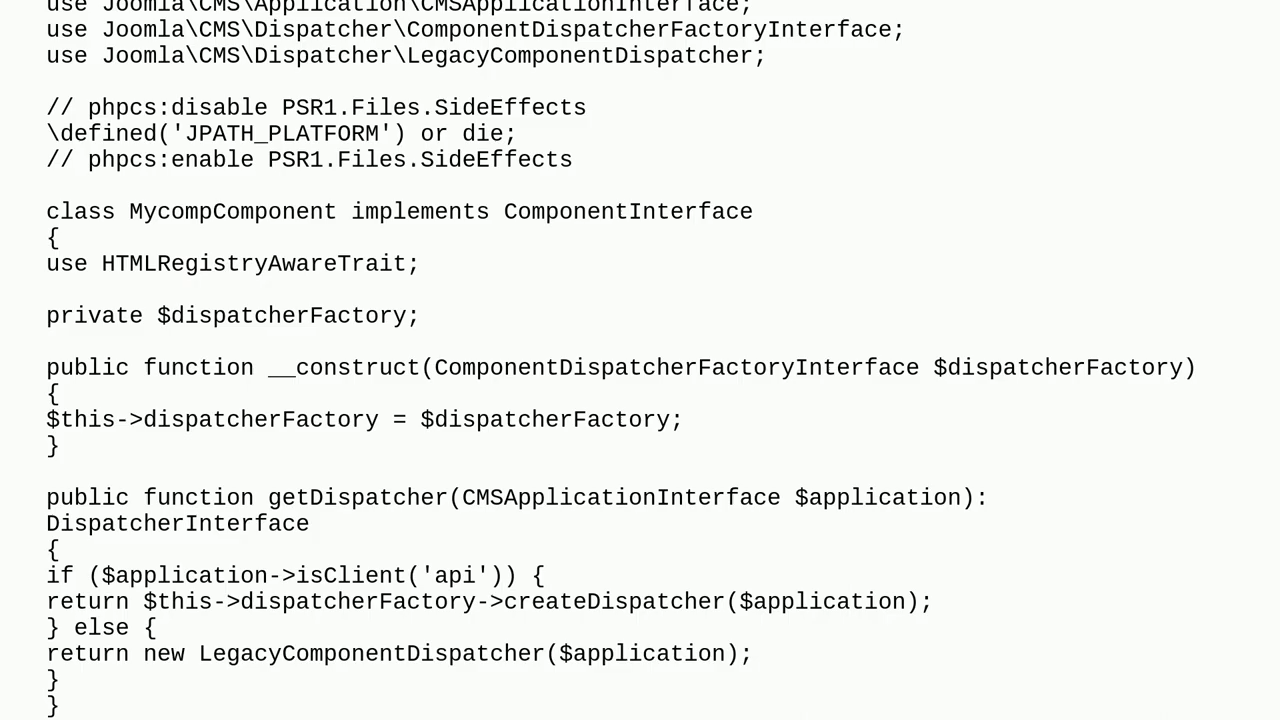 use Joomla\CMS\Application\CMSApplicationInterface;
use Joomla\CMS\Dispatcher\ComponentDispatcherFactoryInterface;
use Joomla\CMS\Dispatcher\LegacyComponentDispatcher;
// phpcs:disable PSR1.Files.SideEffects
\defined('JPATH_PLATFORM') or die;
// phpcs:enable PSR1.Files.SideEffects
class MycompComponent implements ComponentInterface
{
use HTMLRegistryAwareTrait;
private $dispatcherFactory;
public function __construct(ComponentDispatcherFactoryInterface $dispatcherFactory)
{
$this->dispatcherFactory = $dispatcherFactory;
}
public function getDispatcher(CMSApplicationInterface $application):
DispatcherInterface
{
if ($application->isClient('api')) {
return $this->dispatcherFactory->createDispatcher($application);
} else {
return new LegacyComponentDispatcher($application);
}
}